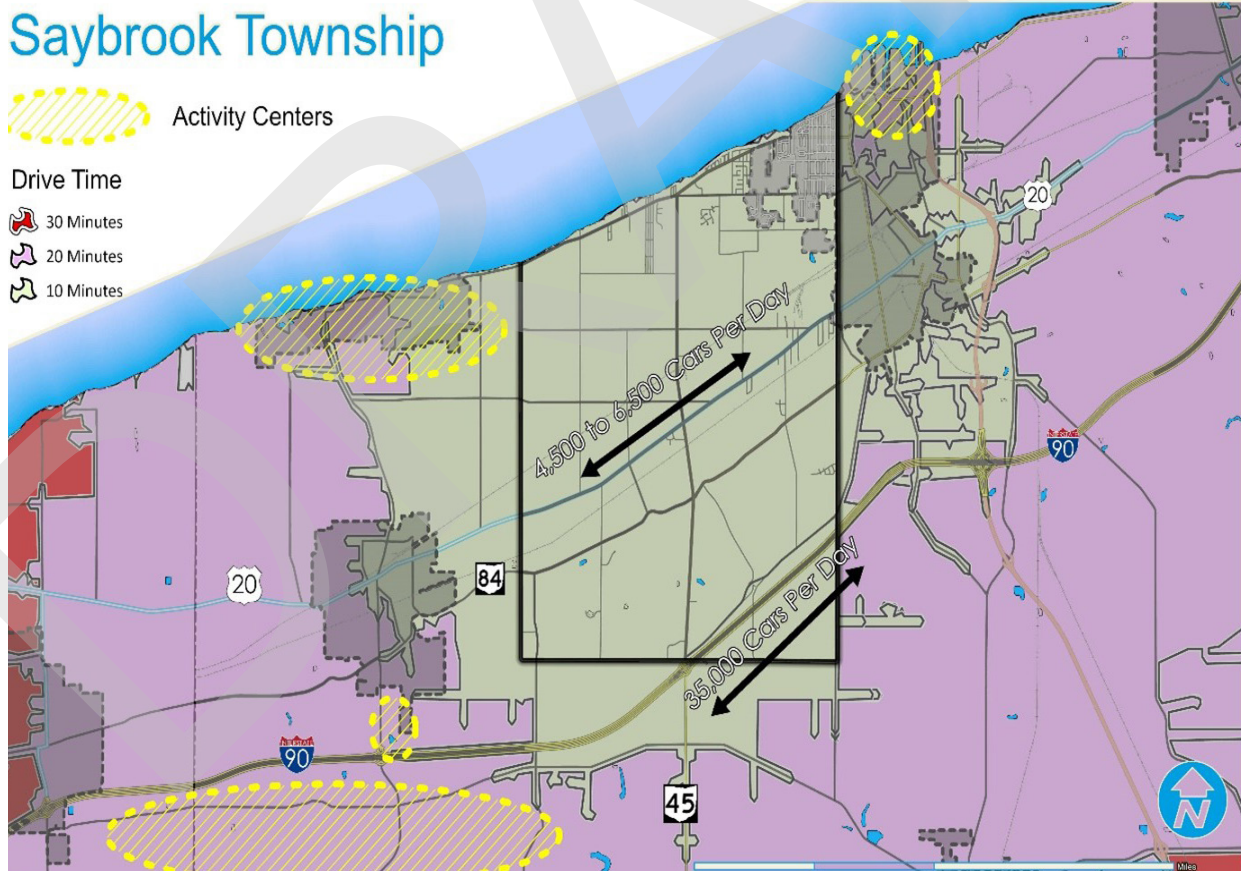 Saybrook Township
Activity Centers
Drive Time
30 Minutes
20 Minutes
10 Minutes
20
4,500 to 6,500 Cars Per Day
90
84
20
35,000 Cars Per Day
90
45
N
Miles